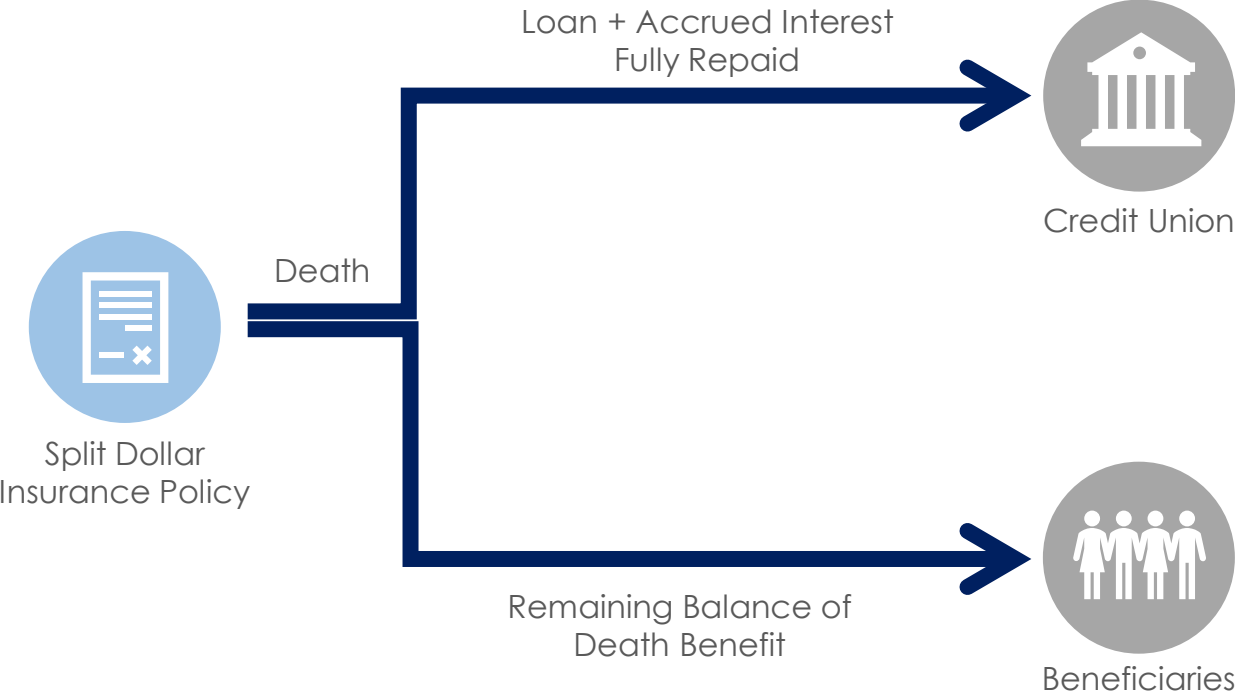 Loan + Accrued Interest
Fully Repaid
Credit Union
Death
Split Dollar
Insurance Policy
Remaining Balance of
Death Benefit
Beneficiaries